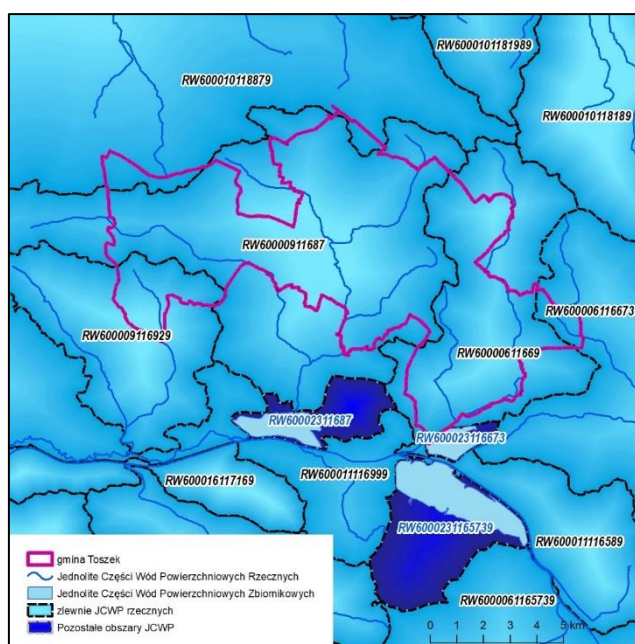 RW6000101181989
RW600010118879
RW600010118189
RW60000911687
RW600006116673
RW600009116929
RW60000611669
RW60002311687
RW600023116673
RW600016117169
RW600011116999
RW6000231165739
RW600011116589
RW6000061165739
gmina Toszek
Jednolite Części Wód Powierzchniowych Rzecznych
Jednolite Części Wód Powierzchniowych Zbiornikowych
zlewnie JCWP rzecznych
Pozostałe obszary JCWP
0 1 2 3 4 5 km